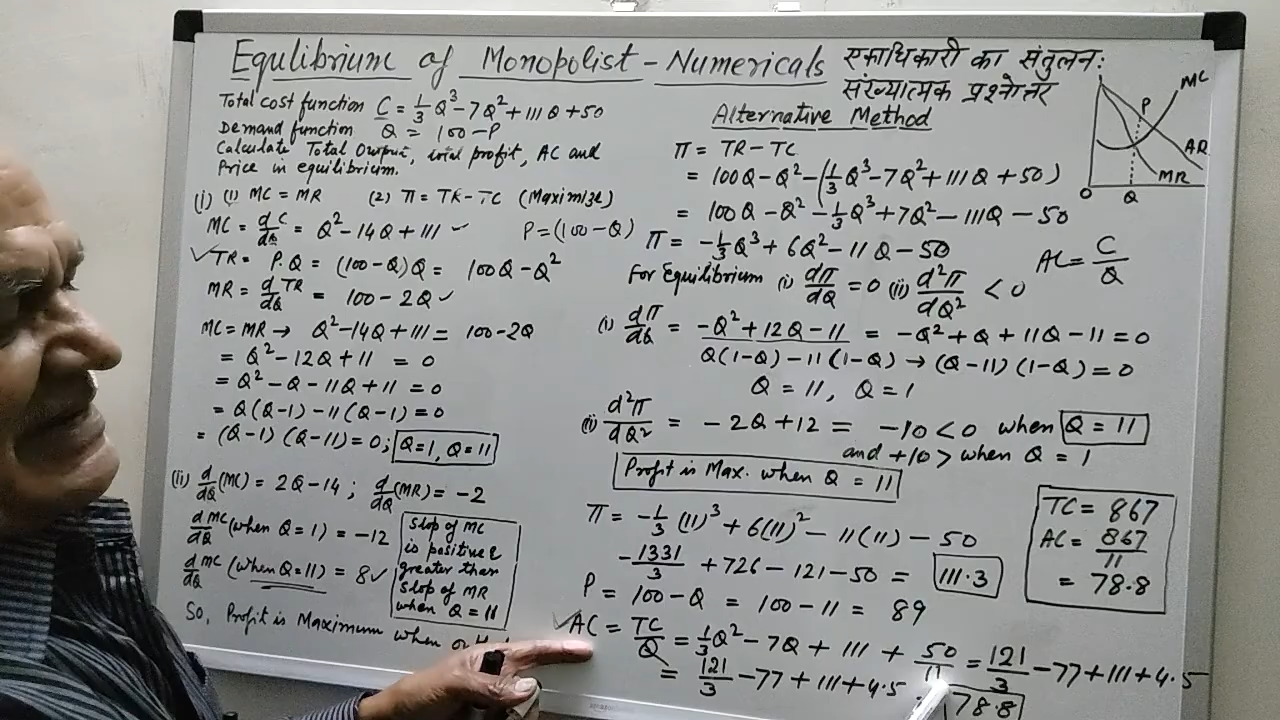 Equlibrium of Monopolist - Numericals एकाधिकारी का संतुलन:
संख्यात्मक प्रश्नोत्तर
Total cost function C = 1/3 Q³ - 7Q² + 111Q + 50
Demand function Q = 100 - P
Calculate Total Output, total profit, AC and
Price in equilibrium.
(i) (1) MC = MR (2) π = TR - TC (Maximize)
MC = d/dQ C = Q² - 14Q + 111 ✓ P = (100 - Q)
✓ TR = P.Q = (100 - Q)Q = 100Q - Q²
MR = d/dQ TR = 100 - 2Q ✓
MC = MR → Q² - 14Q + 111 = 100 - 2Q
= Q² - 12Q + 11 = 0
= Q² - Q - 11Q + 11 = 0
= Q(Q-1) - 11(Q-1) = 0
= (Q-1) (Q-11) = 0; Q=1, Q=11
(ii) d/dQ (MC) = 2Q - 14 ; d/dQ (MR) = -2
d/dQ MC (when Q = 1) = -12
d/dQ MC (when Q = 11) = 8 ✓
Slop of MC
is positive &
greater than
Slop of MR
when Q = 11
So, Profit is Maximum when
Alternative Method
π = TR - TC
= 100Q - Q² - (1/3 Q³ - 7Q² + 111Q + 50)
= 100Q - Q² - 1/3 Q³ + 7Q² - 111Q - 50
π = -1/3 Q³ + 6Q² - 11Q - 50
For Equilibrium (i) dπ/dQ = 0 (ii) d²π/dQ² < 0
AC = C/Q
(i) dπ/dQ = -Q² + 12Q - 11 = -Q² + Q + 11Q - 11 = 0
Q(1-Q) - 11(1-Q) → (Q-11) (1-Q) = 0
Q = 11, Q = 1
(ii) d²π/dQ² = -2Q + 12 = -10 < 0 when Q = 11
and +10 > when Q = 1
Profit is Max. when Q = 11
π = -1/3 (11)³ + 6(11)² - 11(11) - 50
-1331/3 + 726 - 121 - 50 = 111.3
P = 100 - Q = 100 - 11 = 89
✓ AC = TC/Q = 1/3 Q² - 7Q + 111 + 50/11 = 121/3 - 77 + 111 + 4.5
= 121/3 - 77 + 111 + 4.5
78.8
TC = 867
AC = 867/11
= 78.8
MC
P
AR
MR
O
Q